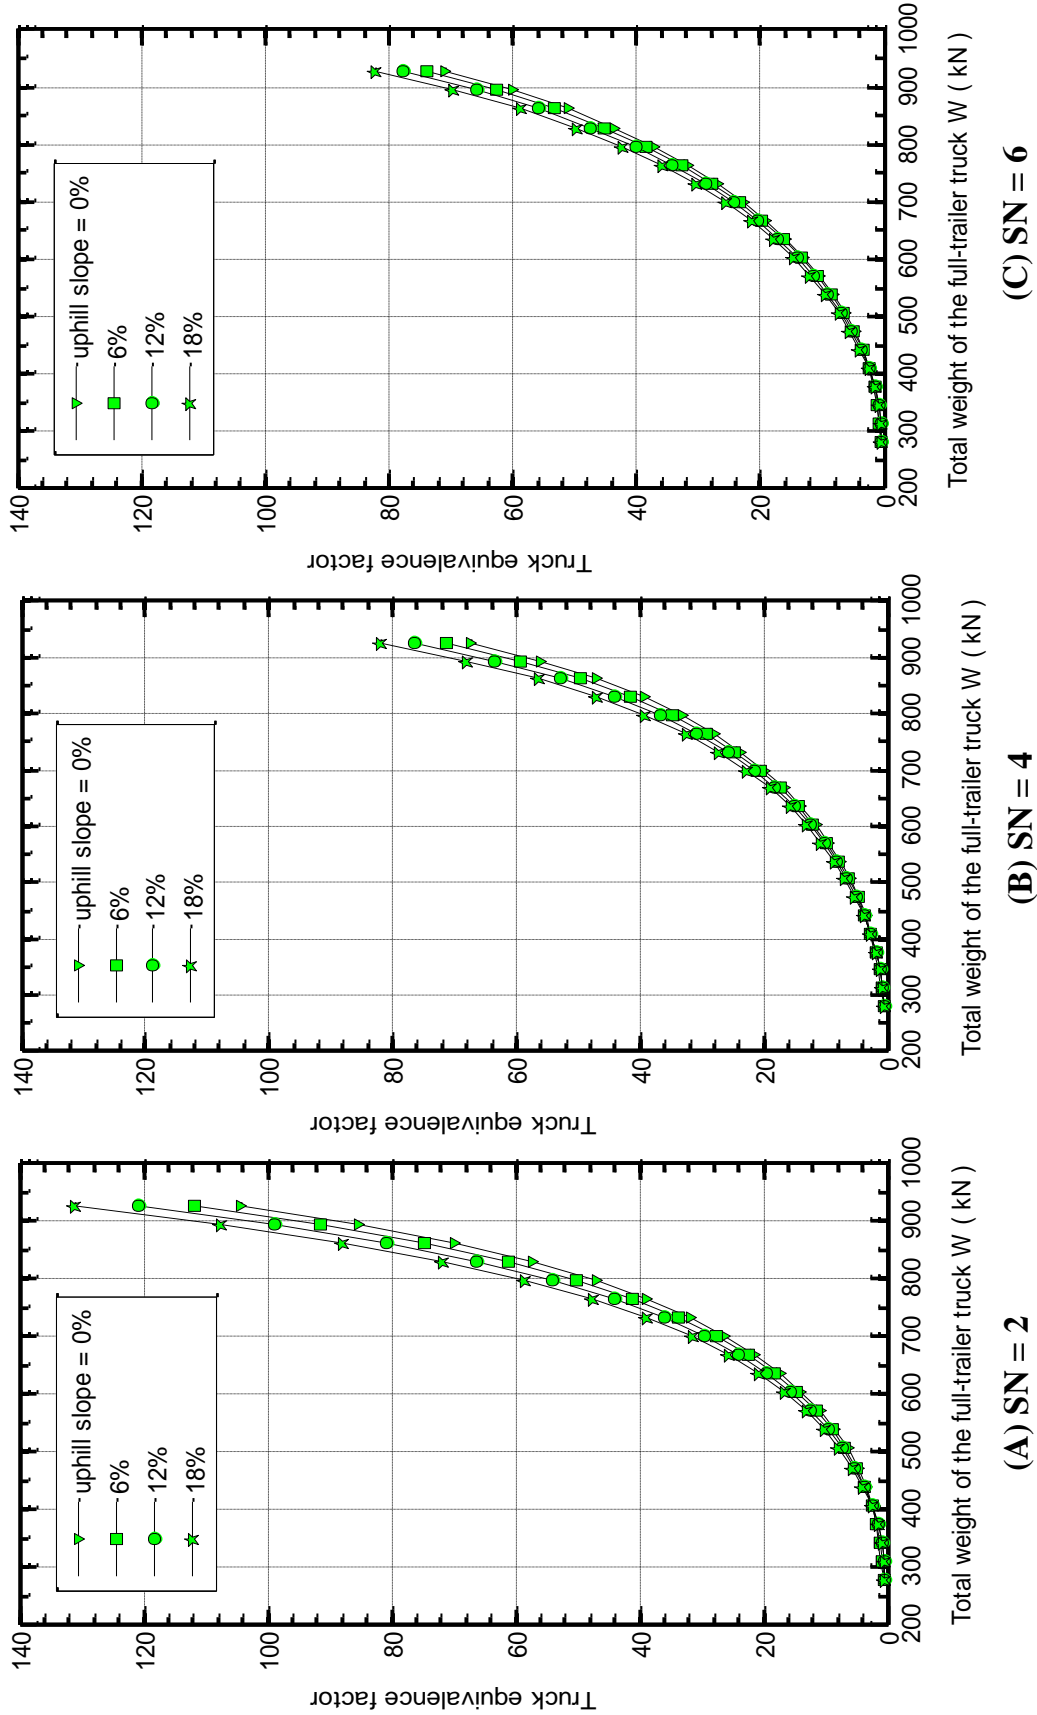 140
120
100
80
60
40
20
0
200 300 400 500 600 700 800 900 1000
Truck equivalence factor
uphill slope = 0%
6%
12%
18%
Total weight of the full-trailer truck W ( kN )
(A) SN = 2
140
120
100
80
60
40
20
0
200 300 400 500 600 700 800 900 1000
Truck equivalence factor
uphill slope = 0%
6%
12%
18%
Total weight of the full-trailer truck W ( kN )
(B) SN = 4
140
120
100
80
60
40
20
0
200 300 400 500 600 700 800 900 1000
Truck equivalence factor
uphill slope = 0%
6%
12%
18%
Total weight of the full-trailer truck W ( kN )
(C) SN = 6